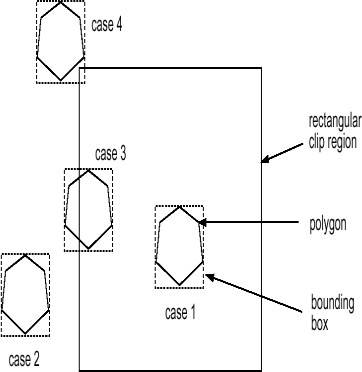 case 4
rectangular
clip region
case 3
polygon
case 1
bounding
box
case 2